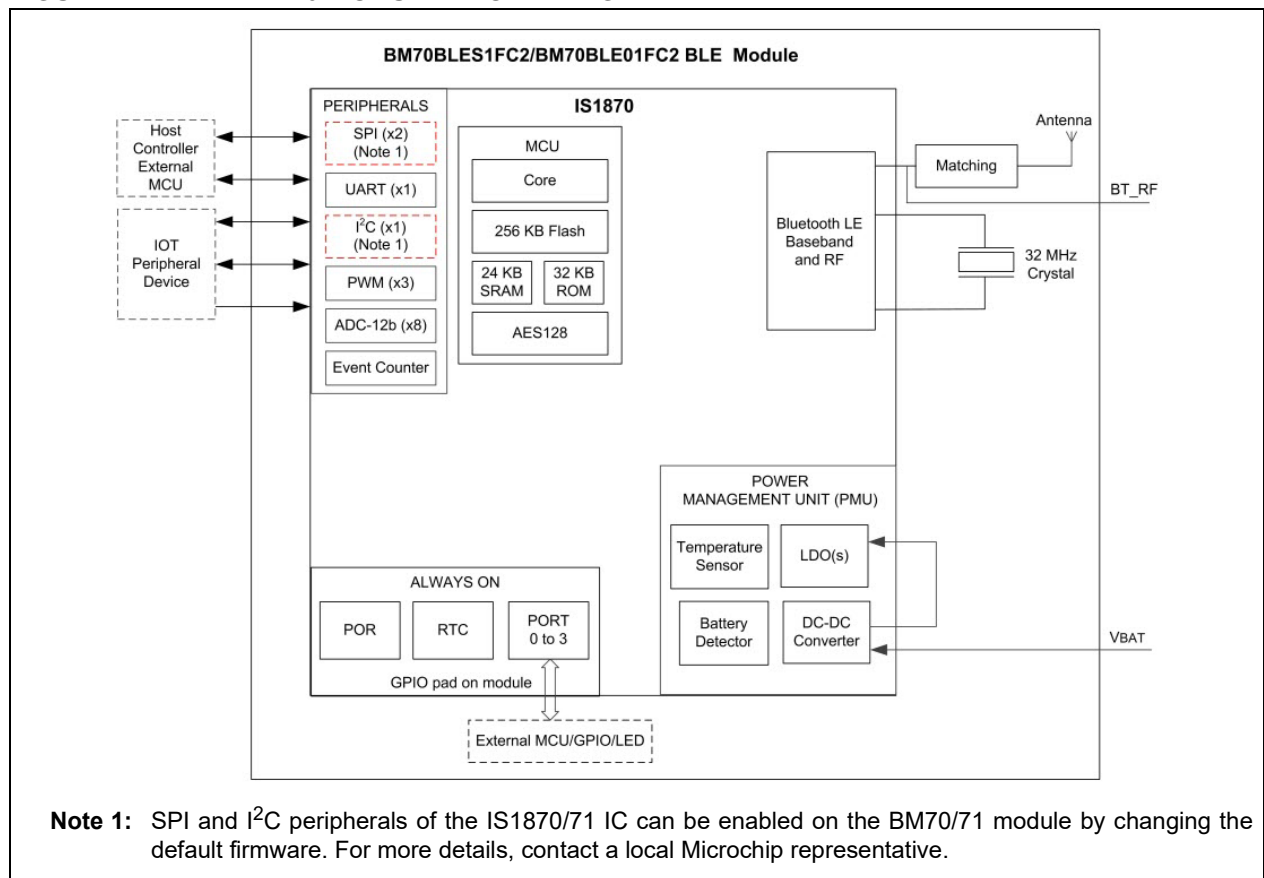 BM70BLES1FC2/BM70BLE01FC2 BLE Module
IS1870
PERIPHERALS
SPI (x2)
(Note 1)
UART (x1)
I²C (x1)
(Note 1)
PWM (x3)
ADC-12b (x8)
Event Counter
Host
Controller
External
MCU
IOT
Peripheral
Device
MCU
Core
256 KB Flash
24 KB
SRAM
32 KB
ROM
AES128
Bluetooth LE
Baseband
and RF
Matching
Antenna
BT_RF
32 MHz
Crystal
POWER
MANAGEMENT UNIT (PMU)
Temperature
Sensor
LDO(s)
Battery
Detector
DC-DC
Converter
VBAT
ALWAYS ON
POR
RTC
PORT
0 to 3
GPIO pad on module
External MCU/GPIO/LED
Note 1: SPI and I²C peripherals of the IS1870/71 IC can be enabled on the BM70/71 module by changing the
default firmware. For more details, contact a local Microchip representative.